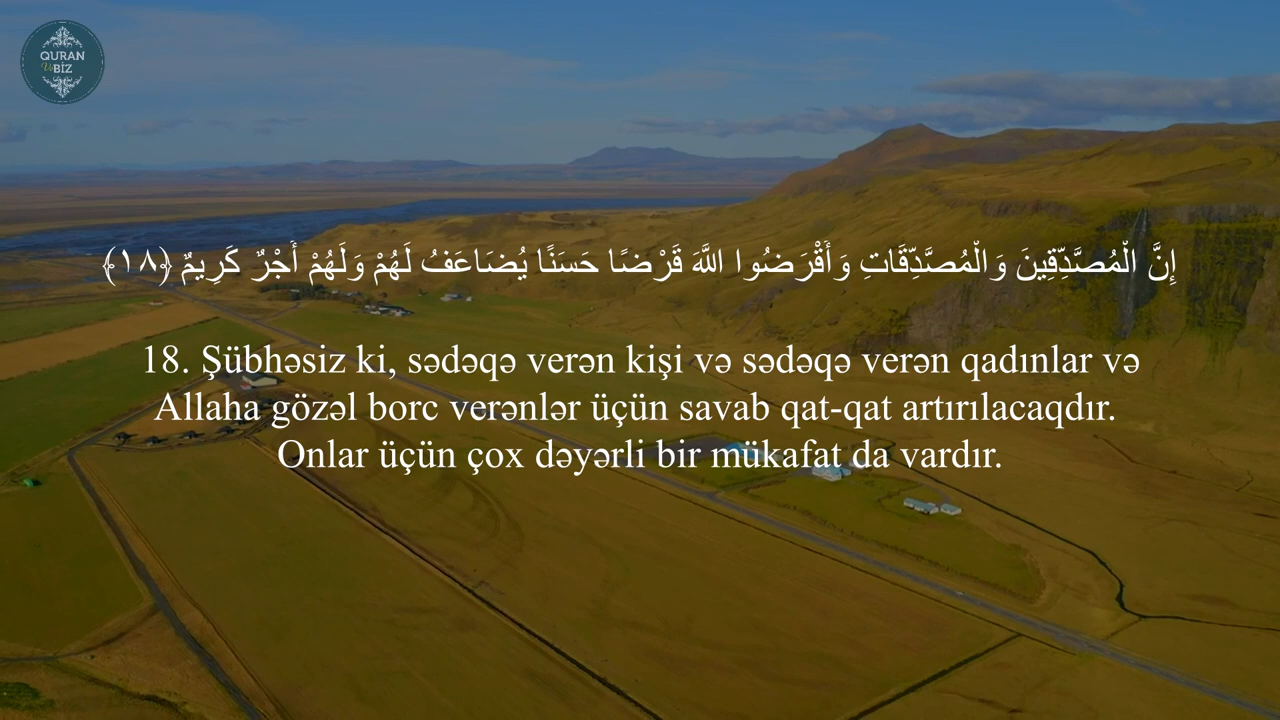 QURAN
Və
BİZ
إِنَّ الْمُصَّدِّقِينَ وَالْمُصَّدِّقَاتِ وَأَقْرَضُوا اللَّهَ قَرْضًا حَسَنًا يُضَاعَفُ لَهُمْ وَلَهُمْ أَجْرٌ كَرِيمٌ ﴿١٨﴾
18. Şübhəsiz ki, sədəqə verən kişi və sədəqə verən qadınlar və
Allaha gözəl borc verənlər üçün savab qat-qat artırılacaqdır.
Onlar üçün çox dəyərli bir mükafat da vardır.